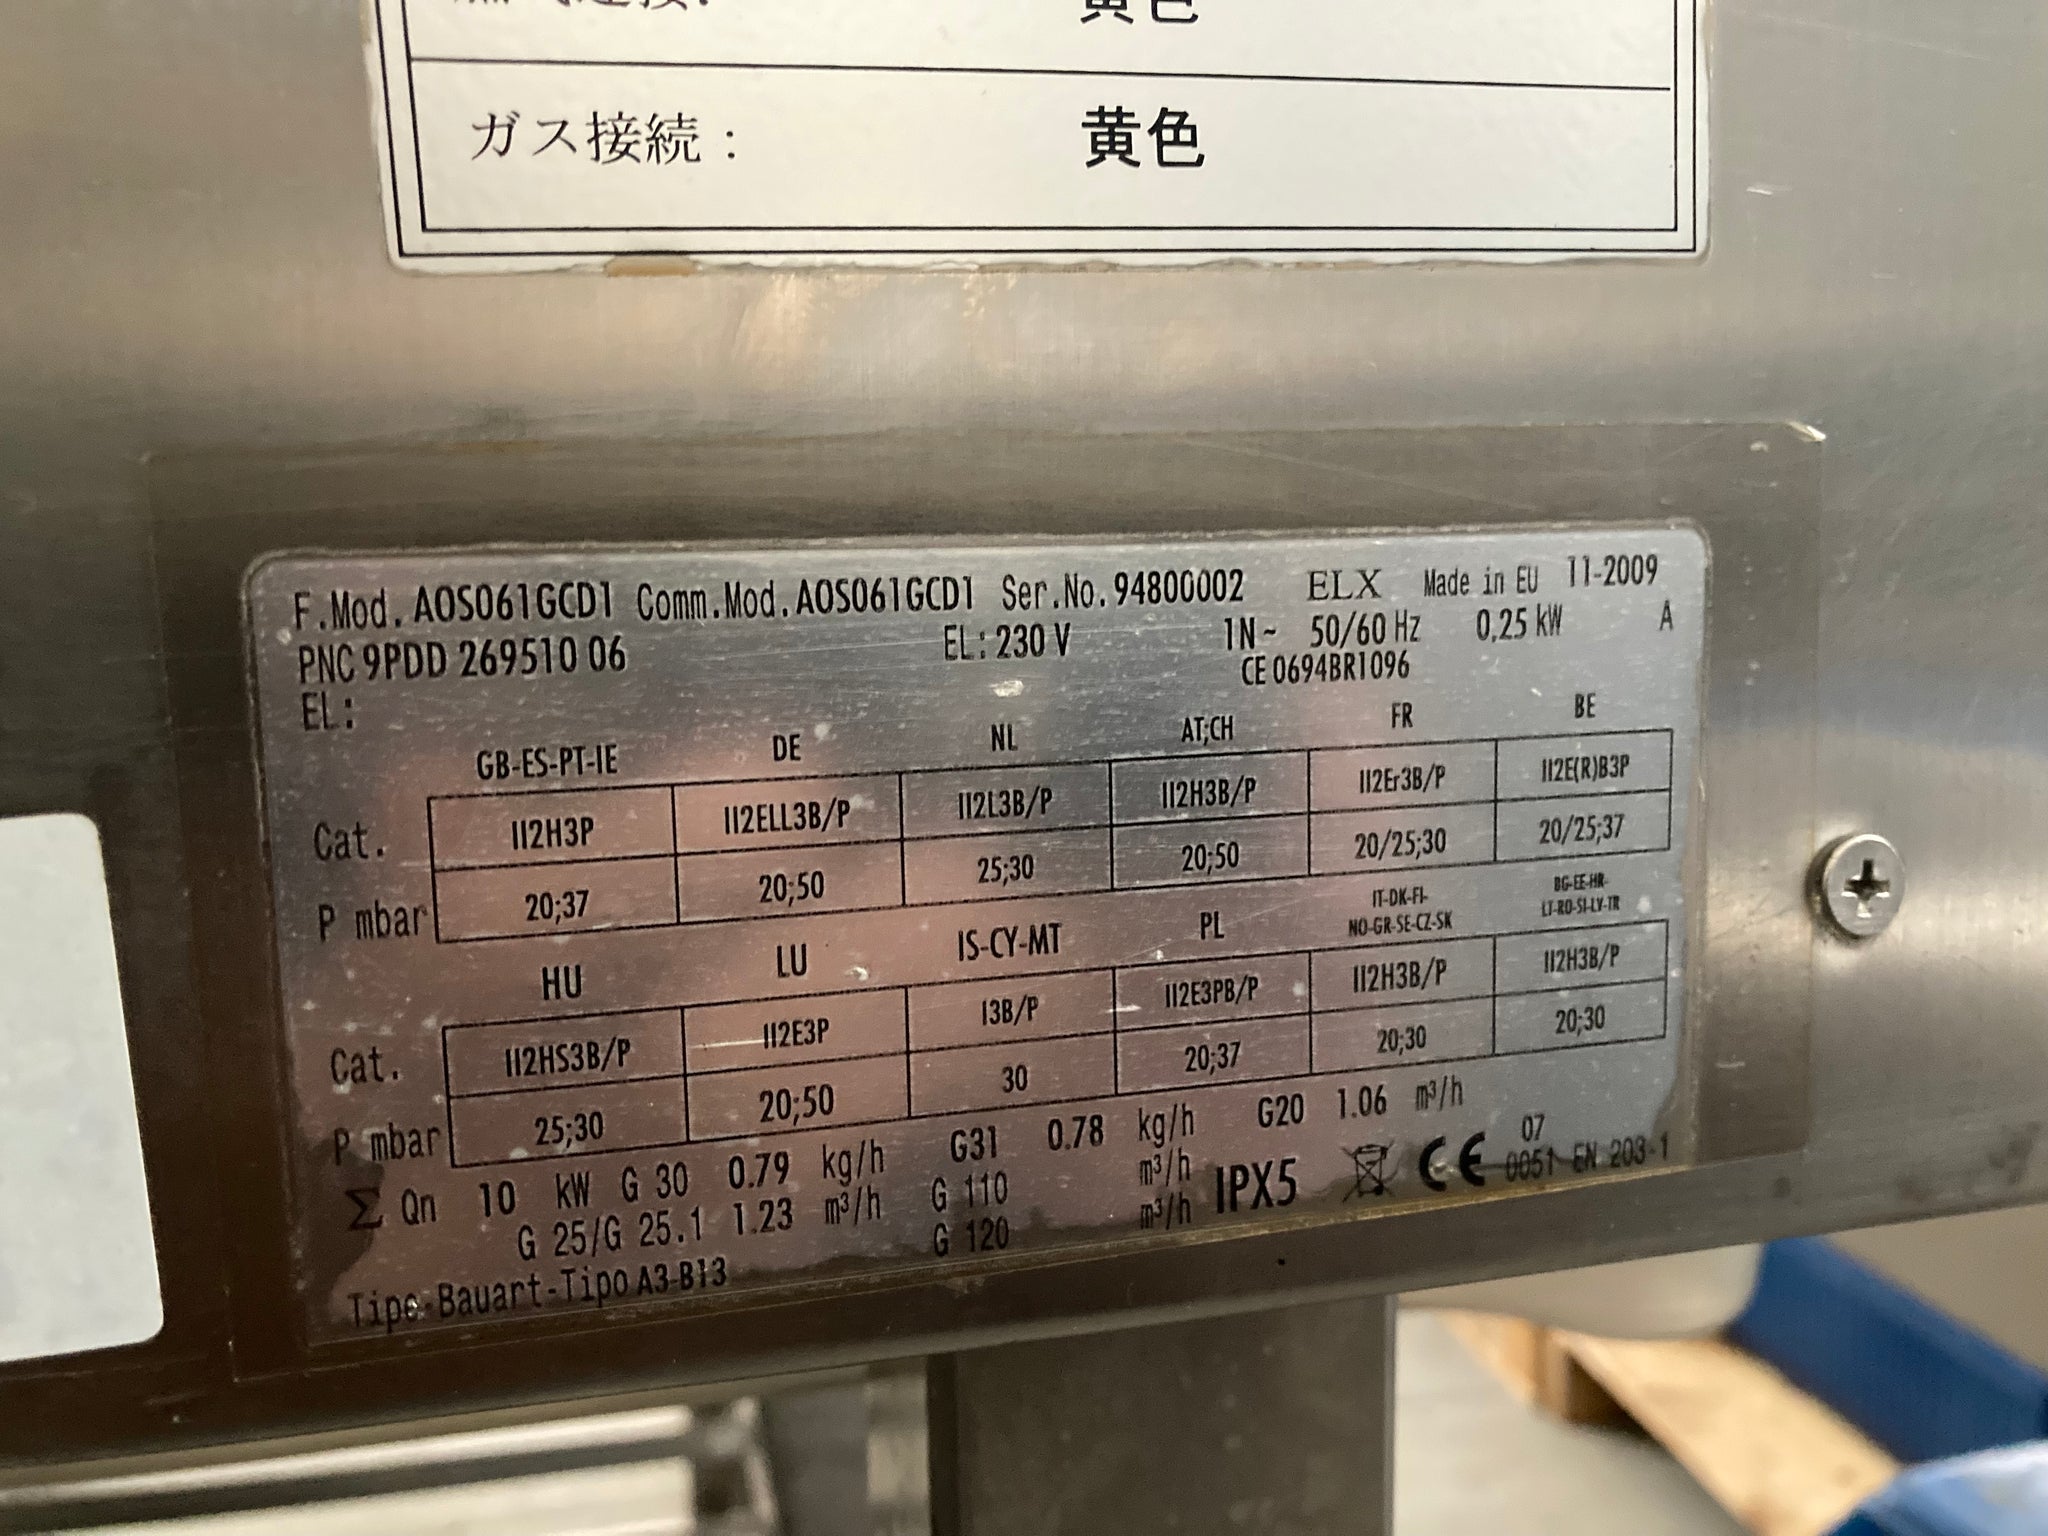 黄色
ガス接続： 黄色
F.Mod. AOS061GCD1 Comm.Mod. AOS061GCD1 Ser.No. 94800002 ELX Made in EU 11-2009
PNC 9PDD 269510 06 EL: 230 V 1N~ 50/60 Hz 0,25 kW A
EL: CE 0694BR1096
GB-ES-PT-IE DE NL AT;CH FR BE
Cat. II2H3P II2ELL3B/P II2L3B/P II2H3B/P II2Er3B/P II2E(R)B3P
P mbar 20;37 20;50 25;30 20;50 20/25;30 20/25;37
HU LU IS-CY-MT PL IT-DK-FI- BG-EE-HR-
NO-GR-SE-CZ-SK LT-RO-SI-LV-TR
Cat. II2HS3B/P II2E3P I3B/P II2E3PB/P II2H3B/P II2H3B/P
P mbar 25;30 20;50 30 20;37 20;30 20;30
Σ Qn 10 kW G 30 0.79 kg/h G31 0.78 kg/h G20 1.06 m³/h
G 25/G 25.1 1.23 m³/h G 110 m³/h IPX5 CE 07
G 120 m³/h 0051 EN 203-1
Tipe-Bauart-Tipo A3-B13